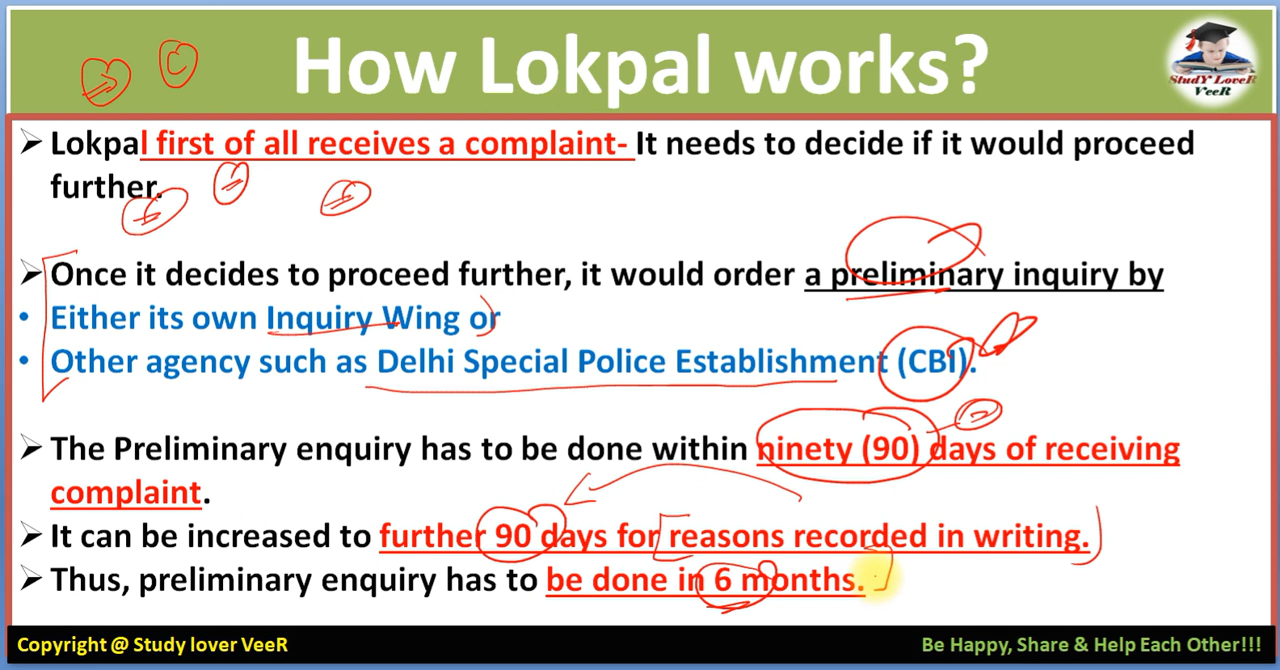 How Lokpal works?
StudY LoveR
VeeR
➤ Lokpal first of all receives a complaint- It needs to decide if it would proceed
further.
➤ Once it decides to proceed further, it would order a preliminary inquiry by
• Either its own Inquiry Wing or
• Other agency such as Delhi Special Police Establishment (CBI).
➤ The Preliminary enquiry has to be done within ninety (90) days of receiving
complaint.
➤ It can be increased to further 90 days for reasons recorded in writing.
➤ Thus, preliminary enquiry has to be done in 6 months.
Copyright @ Study lover VeeR
Be Happy, Share & Help Each Other!!!